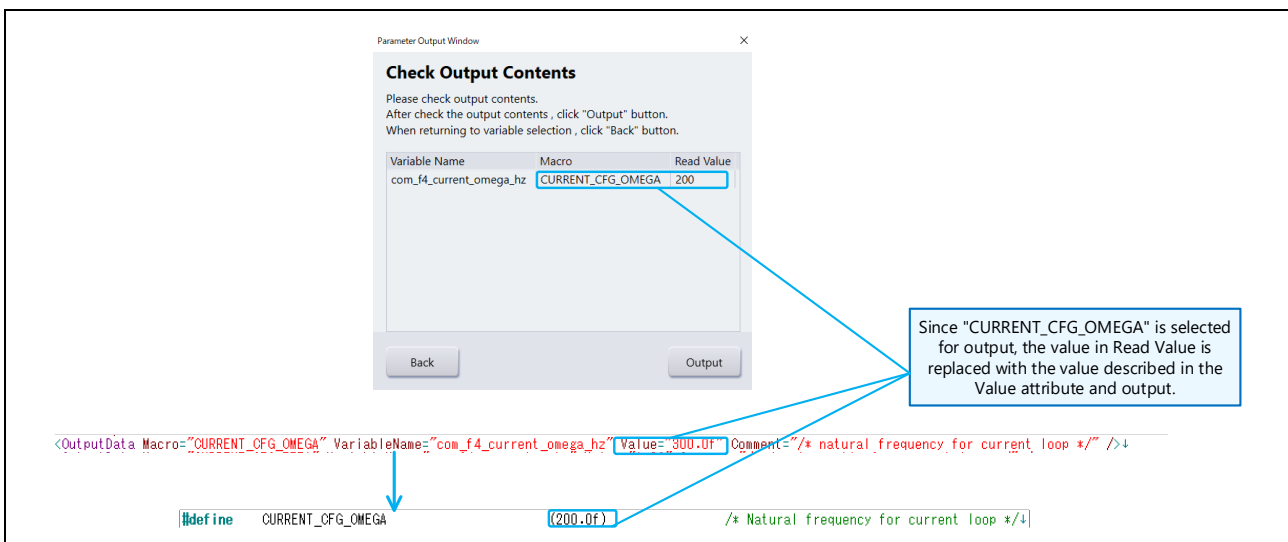 Parameter Output Window ×
Check Output Contents
Please check output contents.
After check the output contents , click "Output" button.
When returning to variable selection , click "Back" button.
Variable Name Macro Read Value
com_f4_current_omega_hz CURRENT_CFG_OMEGA 200
Back Output
Since "CURRENT_CFG_OMEGA" is selected
for output, the value in Read Value is
replaced with the value described in the
Value attribute and output.
<OutputData Macro="CURRENT_CFG_OMEGA" VariableName="com_f4_current_omega_hz" Value="300.0f" Comment="/* natural frequency for current loop */" />↓
#define CURRENT_CFG_OMEGA (200.0f) /* Natural frequency for current loop */↓